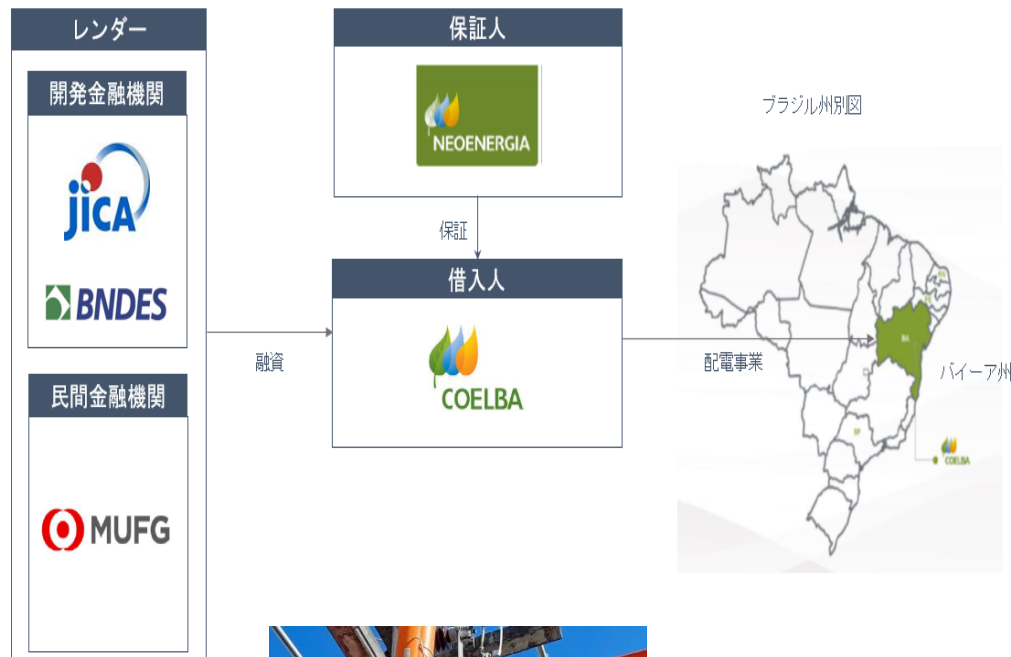 レンダー
開発金融機関
jicA
BNDES
民間金融機関
MUFG
融資
保証人
NEOENERGIA
保証
借入人
COELBA
配電事業
ブラジル州別図
BA
バイーア州
COELBA